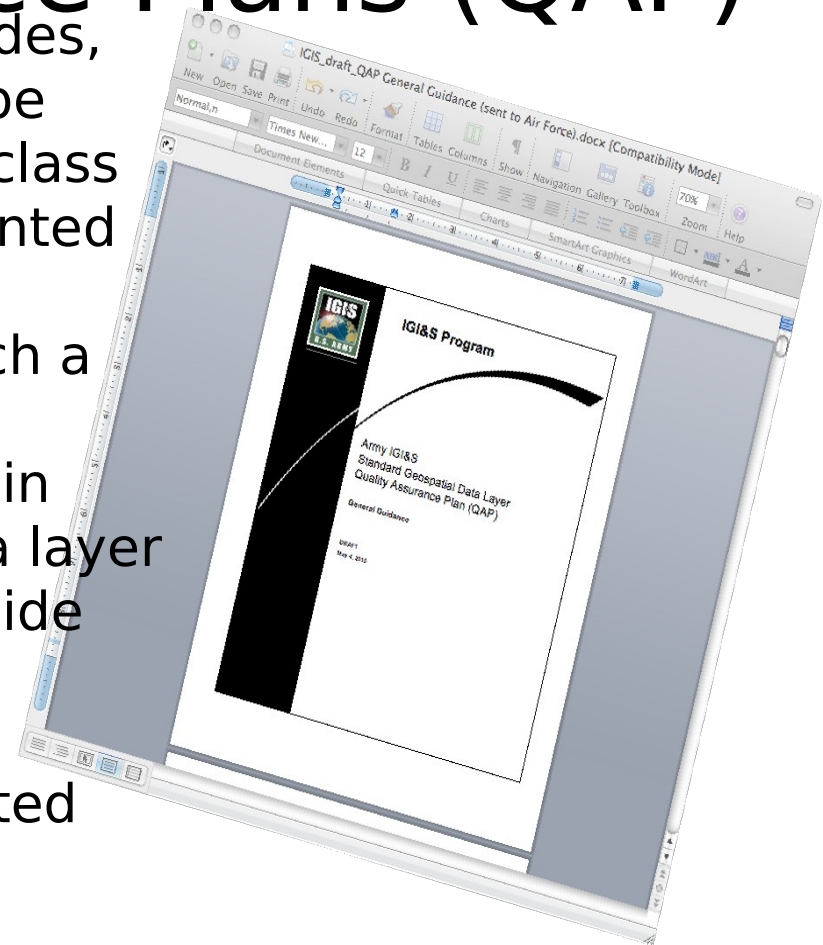 ce Plans (QAP)
des,
be
class
nted
ch a
in
a layer
ide
ted
IGIS_draft_QAP General Guidance (sent to Air Force).docx [Compatibility Mode]
New Open Save Print Undo Redo Format Tables Columns Show Navigation Gallery Toolbox 70% Zoom Help
Normal,n Times New... 12 B I U
Document Elements Quick Tables Charts SmartArt Graphics WordArt
IGIS
U.S. ARMY
IGI&S Program
Army IGI&S
Standard Geospatial Data Layer
Quality Assurance Plan (QAP)
General Guidance
DRAFT
May 4, 2010